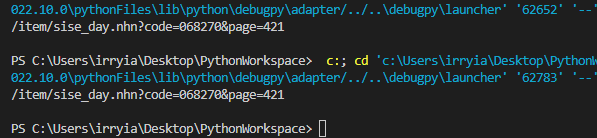 022.10.0\pythonFiles\lib\python\debugpy\adapter/../..\debugpy\launcher' '62652' '--'
/item/sise_day.nhn?code=068270&page=421
PS C:\Users\irryia\Desktop\PythonWorkspace>  c:; cd 'c:\Users\irryia\Desktop\Pyth
022.10.0\pythonFiles\lib\python\debugpy\adapter/../..\debugpy\launcher' '62783' '--'
/item/sise_day.nhn?code=068270&page=421
PS C:\Users\irryia\Desktop\PythonWorkspace>